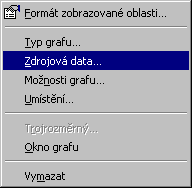 Formát zobrazované oblasti...
Typ grafu...
Zdrojová data...
Možnosti grafu...
Umístění...
Trojrozměrný...
Okno grafu
Vymazat